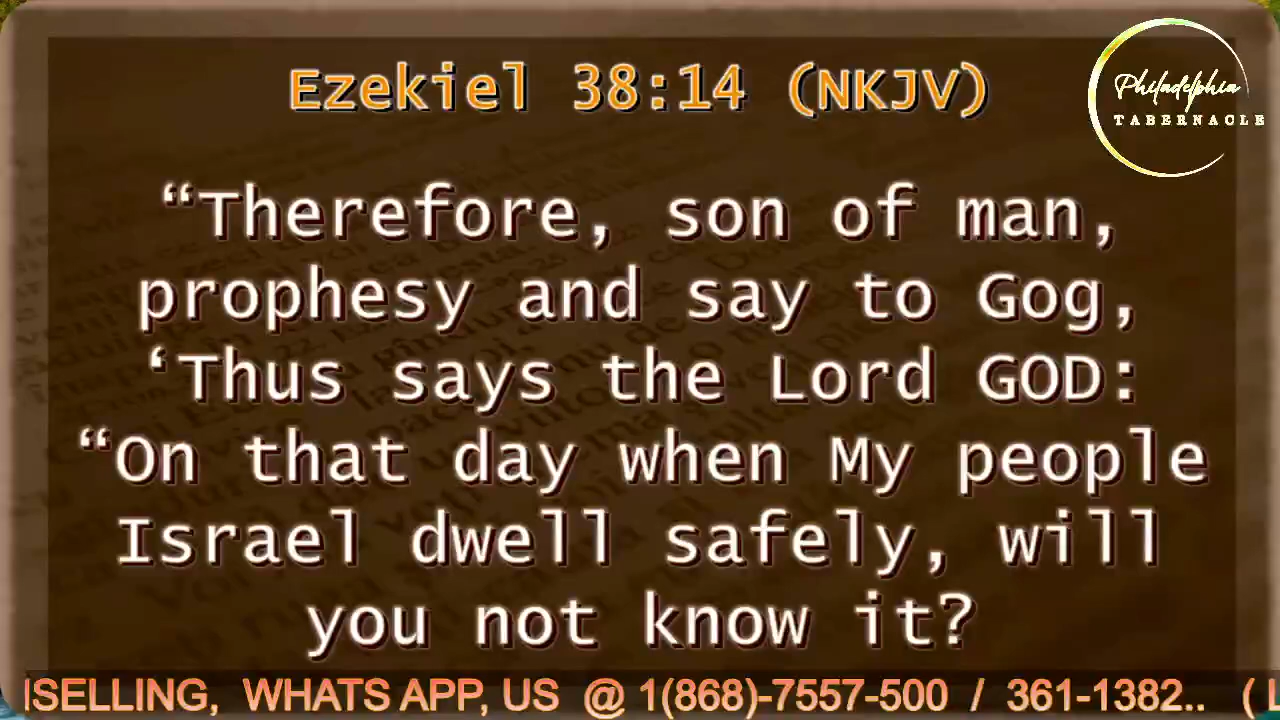 Ezekiel 38:14 (NKJV)
Philadelphia
TABERNACLE
“Therefore, son of man,
prophesy and say to Gog,
‘Thus says the Lord GOD:
“On that day when My people
Israel dwell safely, will
you not know it?
SELLING, WHATS APP, US @ 1(868)-7557-500 / 361-1382.. ( L